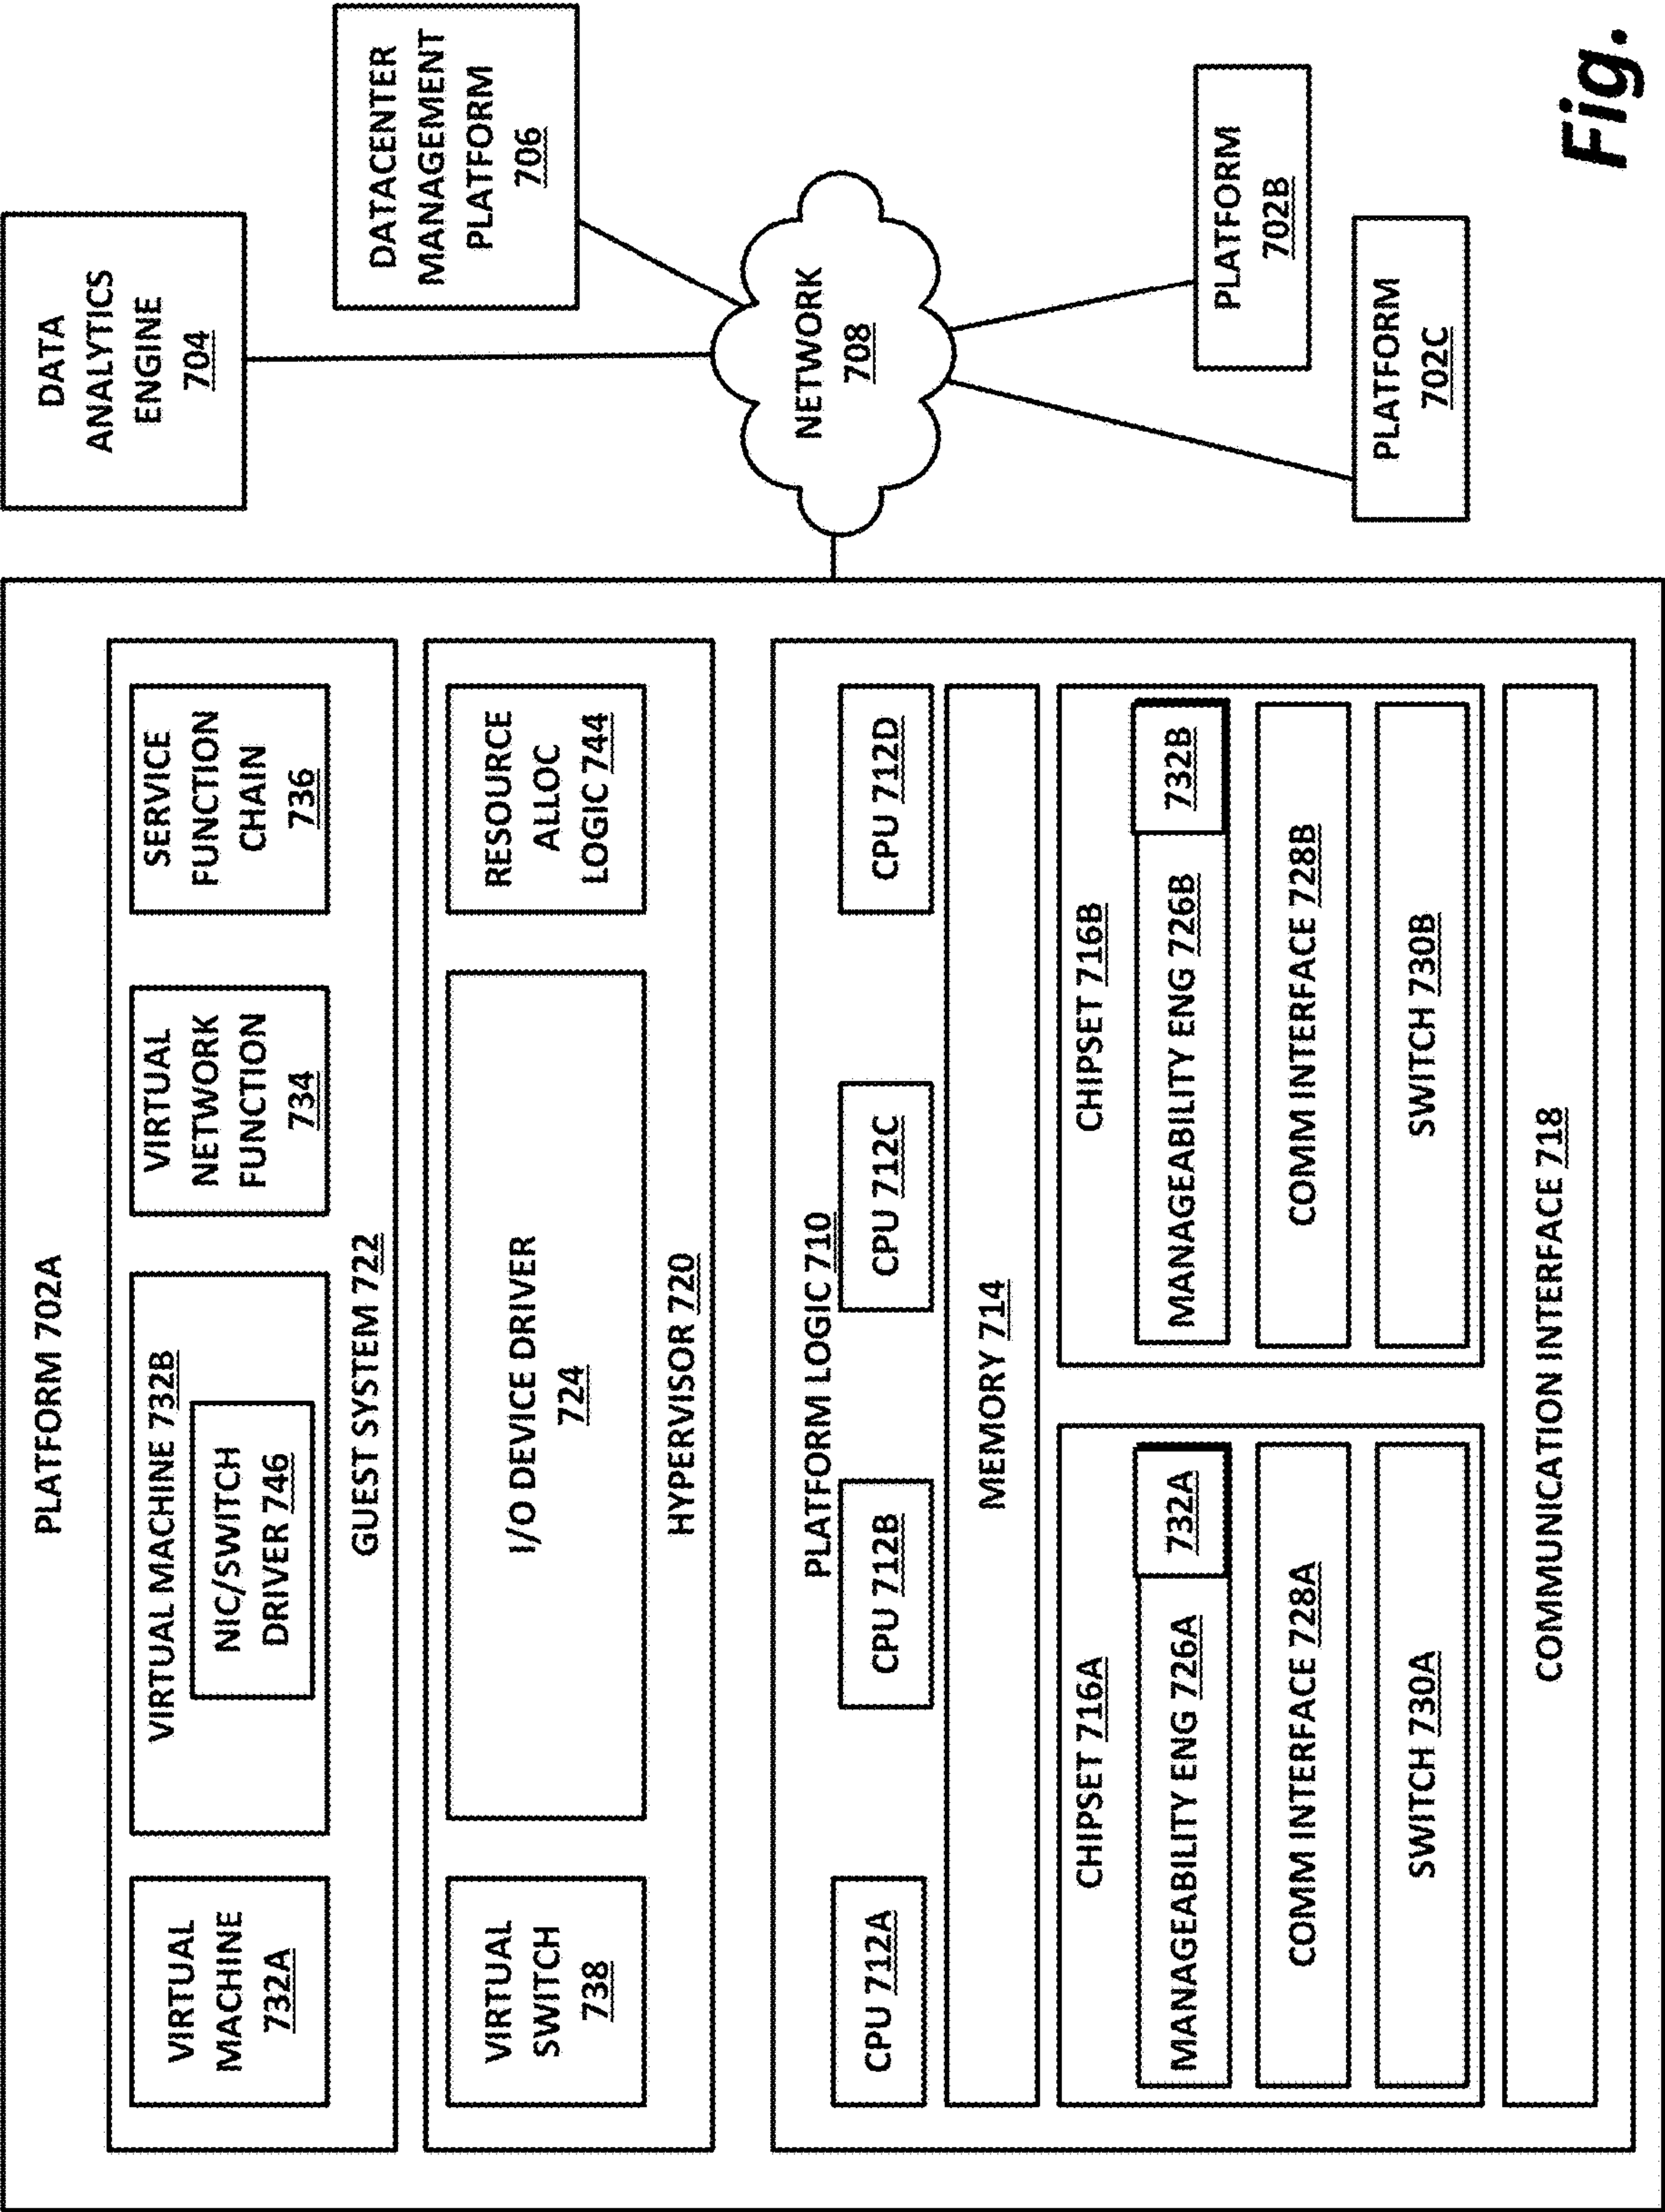 PLATFORM 702A
VIRTUAL
MACHINE
732A
VIRTUAL MACHINE 732B
NIC/SWITCH
DRIVER 746
VIRTUAL
NETWORK
FUNCTION
734
SERVICE
FUNCTION
CHAIN
736
GUEST SYSTEM 722
VIRTUAL
SWITCH
738
I/O DEVICE DRIVER
724
RESOURCE
ALLOC
LOGIC 744
HYPERVISOR 720
PLATFORM LOGIC 710
CPU 712A
CPU 712B
CPU 712C
CPU 712D
MEMORY 714
CHIPSET 716A
MANAGEABILITY ENG 726A
732A
COMM INTERFACE 728A
SWITCH 730A
CHIPSET 716B
MANAGEABILITY ENG 726B
732B
COMM INTERFACE 728B
SWITCH 730B
COMMUNICATION INTERFACE 718
DATA
ANALYTICS
ENGINE
704
DATACENTER
MANAGEMENT
PLATFORM
706
NETWORK
708
PLATFORM
702B
PLATFORM
702C
Fig.